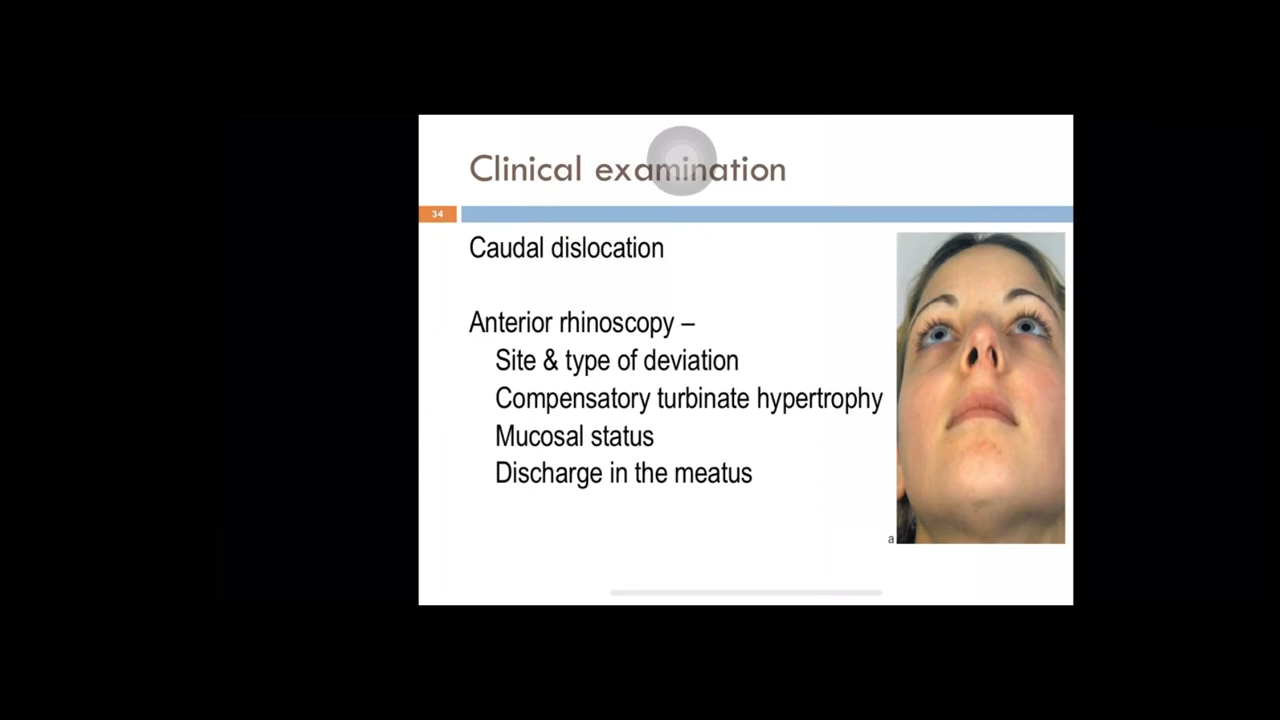 Clinical examination
34
Caudal dislocation
Anterior rhinoscopy –
Site & type of deviation
Compensatory turbinate hypertrophy
Mucosal status
Discharge in the meatus
a